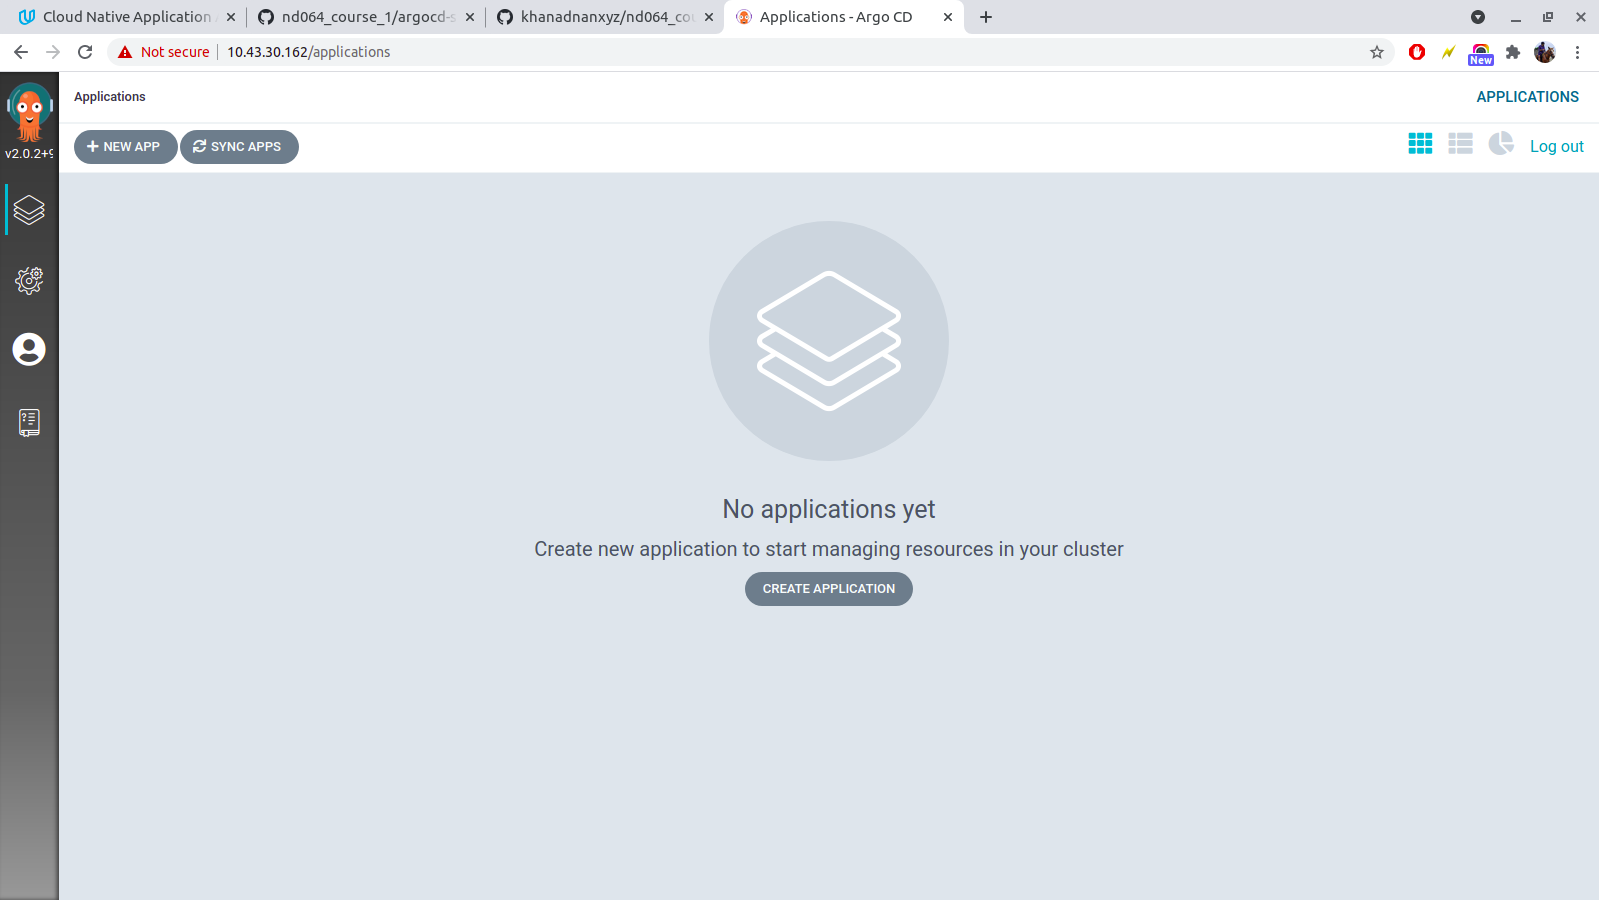 Cloud Native Application
nd064_course_1/argocd-s
khanadnanxyz/nd064_cou
Applications - Argo CD
Not secure
10.43.30.162/applications
New
Applications
APPLICATIONS
v2.0.2+9
NEW APP
SYNC APPS
Log out
No applications yet
Create new application to start managing resources in your cluster
CREATE APPLICATION